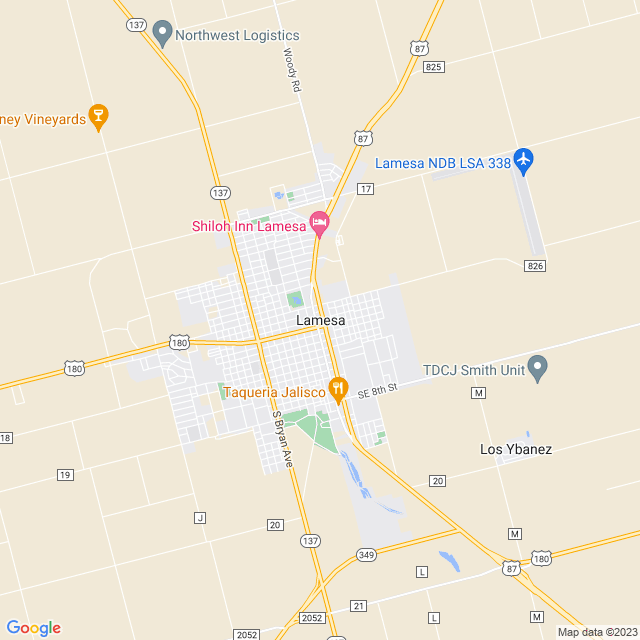 137
Northwest Logistics
Woody Rd
87
825
ney Vineyards
87
Lamesa NDB LSA 338
137
17
Shiloh Inn Lamesa
826
Lamesa
180
180
TDCJ Smith Unit
Taqueria Jalisco
SE 8th St
M
S Bryan Ave
18
Los Ybanez
19
20
J
20
M
137
349
180
87
L
21
2052
L
M
2052
Google
Map data ©2023